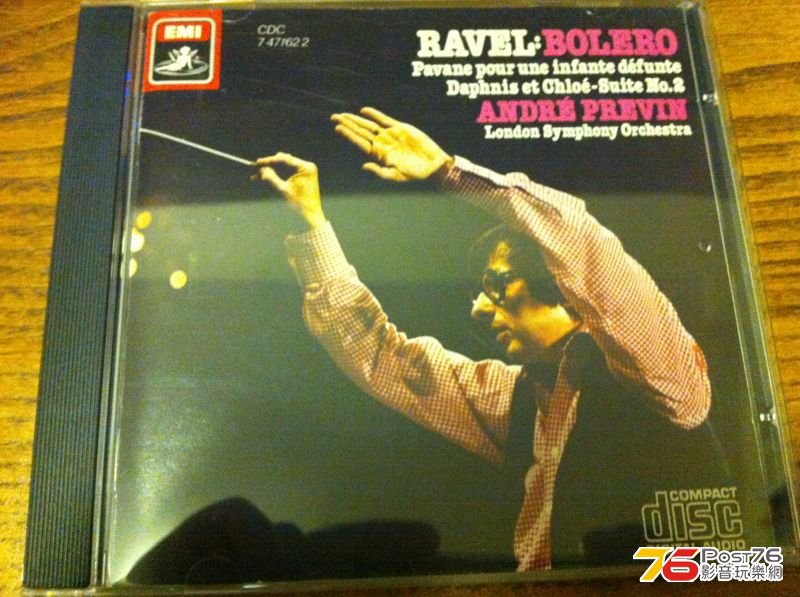 EMI
CDC
7 47162 2
RAVEL: BOLERO
Pavane pour une infante défunte
Daphnis et Chloé-Suite No.2
ANDRÉ PREVIN
London Symphony Orchestra
COMPACT
disc
DIGITAL AUDIO
76 POST76
影音玩樂網